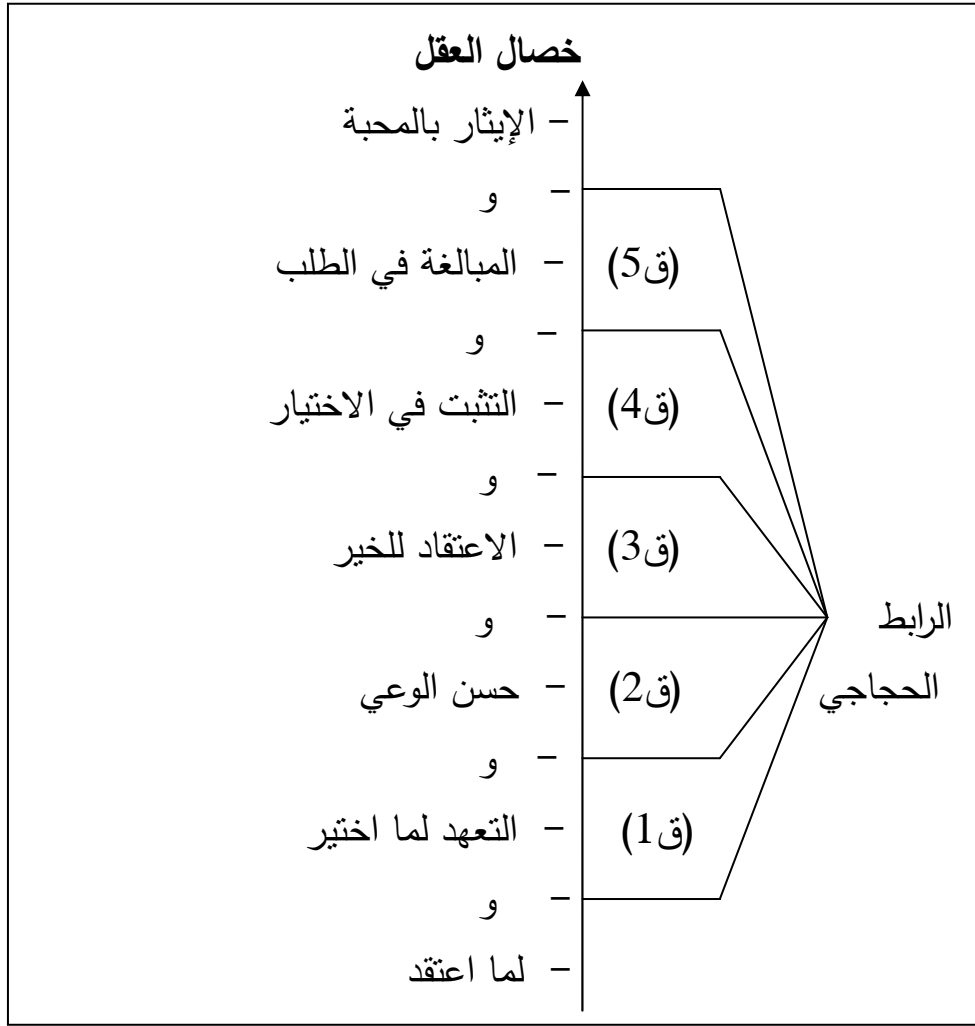 خصال العقل
– الإيثار بالمحبة
– و
– المبالغة في الطلب (ق5)
– و
– التثبت في الاختيار (ق4)
– و
– الاعتقاد للخير (ق3)
– و
الرابط
– حسن الوعي (ق2)
الحجاجي
– و
– التعهد لما اختير (ق1)
– و
– لما اعتقد